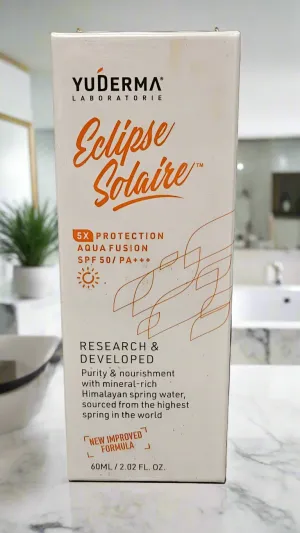 YUDERMA®
LABORATORIE
Eclipse
Solaire™
5X PROTECTION
AQUA FUSION
SPF 50/ PA+++
RESEARCH &
DEVELOPED
Purity & nourishment
with mineral-rich
Himalayan spring water,
sourced from the highest
spring in the world
NEW IMPROVED
FORMULA
60ML / 2.02 FL. OZ.